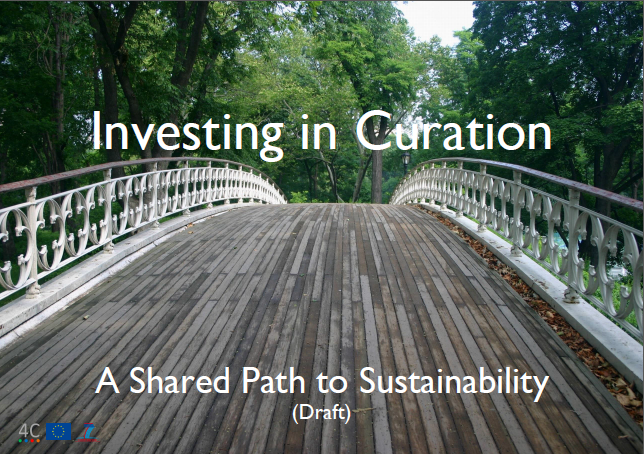 Investing in Curation
A Shared Path to Sustainability
(Draft)
4C